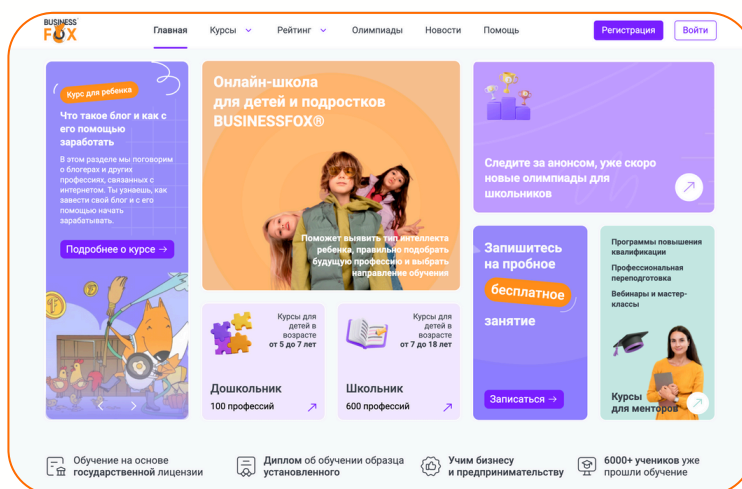 BUSINESS
FOX
Главная
Курсы
Рейтинг
Олимпиады
Новости
Помощь
Регистрация
Войти
Курс для ребенка
Что такое блог и как с
его помощью
заработать
В этом разделе мы поговорим
о блогерах и других
профессиях, связанных с
интернетом. Ты узнаешь, как
завести свой блог и с его
помощью начать
зарабатывать.
Подробнее о курсе →
Онлайн-школа
для детей и подростков
BUSINESSFOX®
Поможет выявить тип интеллекта
ребенка, правильно подобрать
будущую профессию и выбрать
направление обучения
Следите за анонсом, уже скоро
новые олимпиады для
школьников
Курсы для
детей в
возрасте
от 5 до 7 лет
Дошкольник
100 профессий
Курсы для
детей в
возрасте
от 7 до 18 лет
Школьник
600 профессий
Запишитесь
на пробное
бесплатное
занятие
Записаться →
Программы повышения
квалификации
Профессиональная
переподготовка
Вебинары и мастер-
классы
Курсы
для менторов
Обучение на основе
государственной лицензии
Диплом об обучении образца
установленного
Учим бизнесу
и предпринимательству
6000+ учеников уже
прошли обучение